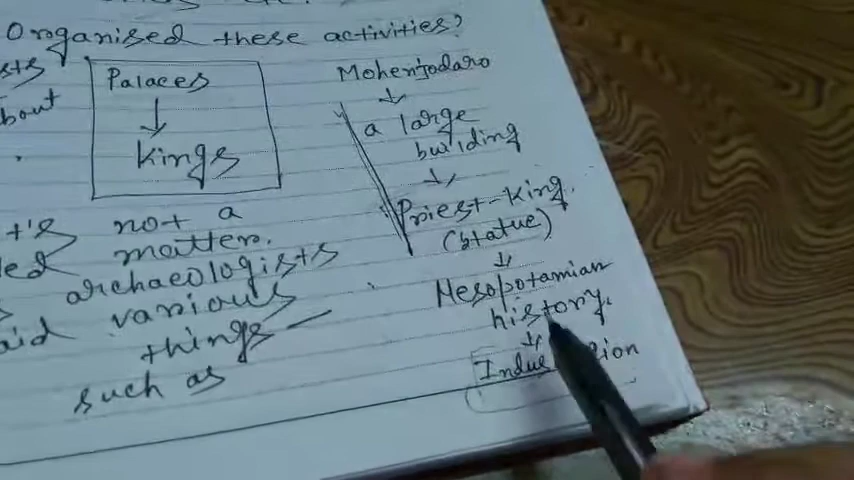 Organised these activities?
Palaces
↓
kings
Mohenjodaro
↓
a large
building
↓
Priest-King.
(statue)
↓
Mesopotamian
history.
↓
bout
not a
matter.
archaeologists
various
things
such as